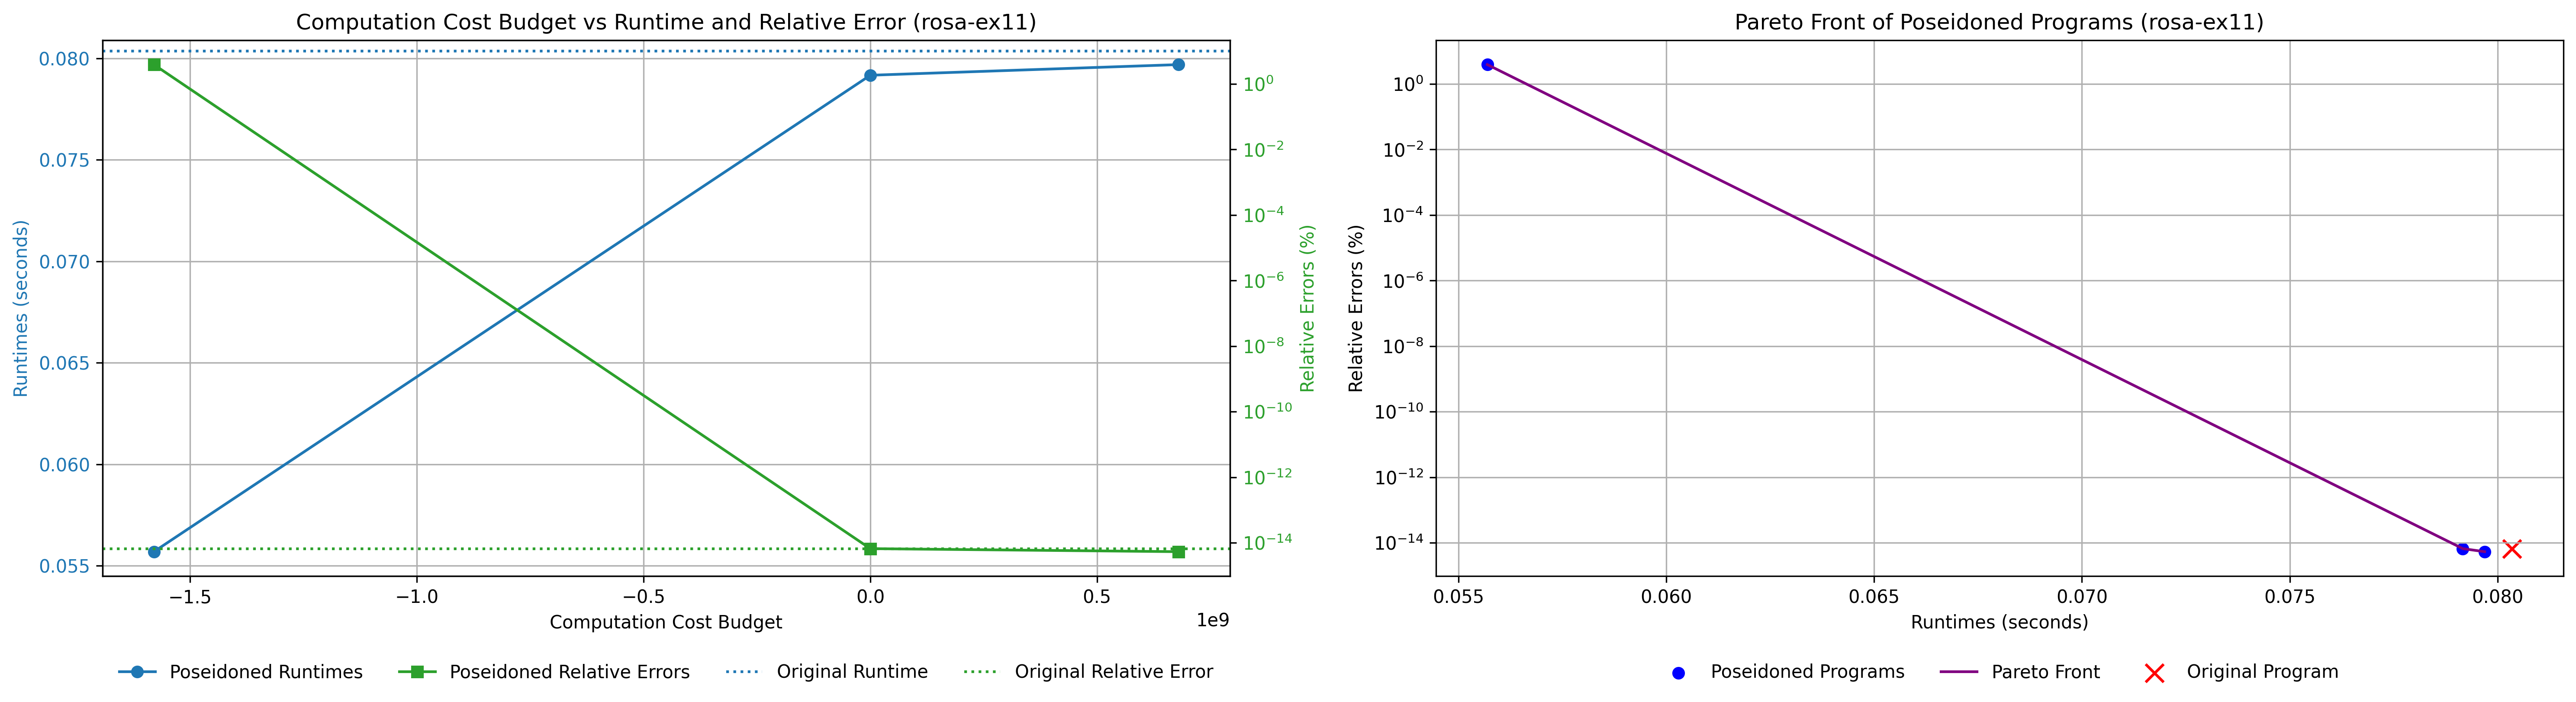 Computation Cost Budget vs Runtime and Relative Error (rosa-ex11)
Runtimes (seconds)
0.080
0.075
0.070
0.065
0.060
0.055
−1.5 −1.0 −0.5 0.0 0.5
1e9
Computation Cost Budget
10⁰
10⁻²
10⁻⁴
10⁻⁶
10⁻⁸
10⁻¹⁰
10⁻¹²
10⁻¹⁴
Relative Errors (%)
Poseidoned Runtimes Poseidoned Relative Errors Original Runtime Original Relative Error
Pareto Front of Poseidoned Programs (rosa-ex11)
Relative Errors (%)
10⁰
10⁻²
10⁻⁴
10⁻⁶
10⁻⁸
10⁻¹⁰
10⁻¹²
10⁻¹⁴
0.055 0.060 0.065 0.070 0.075 0.080
Runtimes (seconds)
Poseidoned Programs Pareto Front Original Program